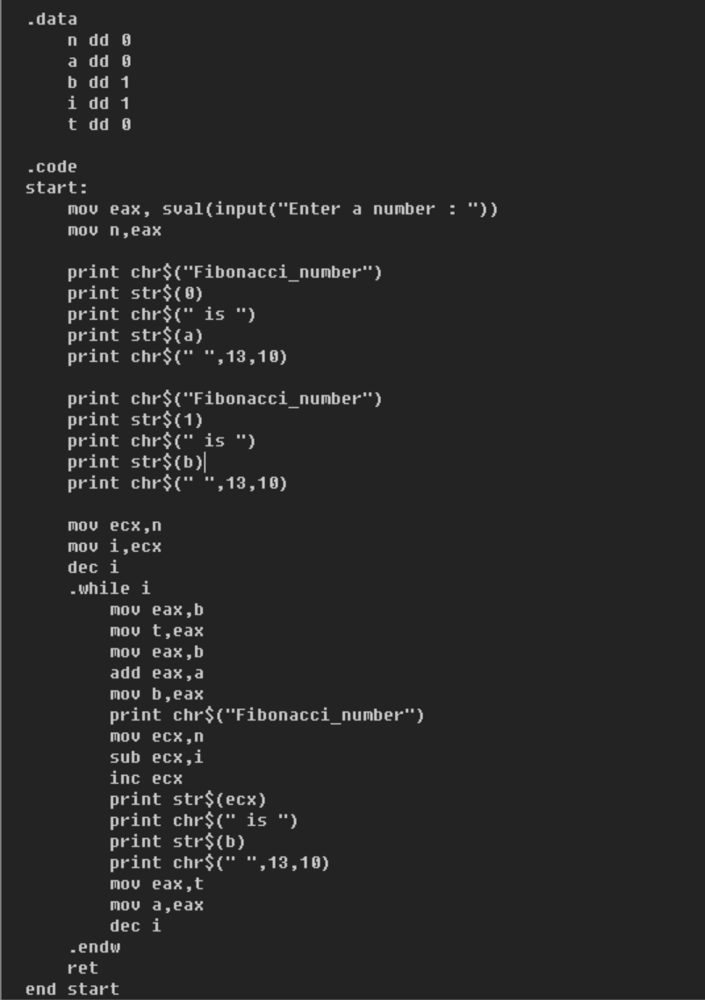 .data
    n dd 0
    a dd 0
    b dd 1
    i dd 1
    t dd 0

.code
start:
    mov eax, sval(input("Enter a number : "))
    mov n,eax

    print chr$("Fibonacci_number")
    print str$(0)
    print chr$(" is ")
    print str$(a)
    print chr$(" ",13,10)

    print chr$("Fibonacci_number")
    print str$(1)
    print chr$(" is ")
    print str$(b)
    print chr$(" ",13,10)

    mov ecx,n
    mov i,ecx
    dec i
    .while i
        mov eax,b
        mov t,eax
        mov eax,b
        add eax,a
        mov b,eax
        print chr$("Fibonacci_number")
        mov ecx,n
        sub ecx,i
        inc ecx
        print str$(ecx)
        print chr$(" is ")
        print str$(b)
        print chr$(" ",13,10)
        mov eax,t
        mov a,eax
        dec i
    .endw
    ret
end start